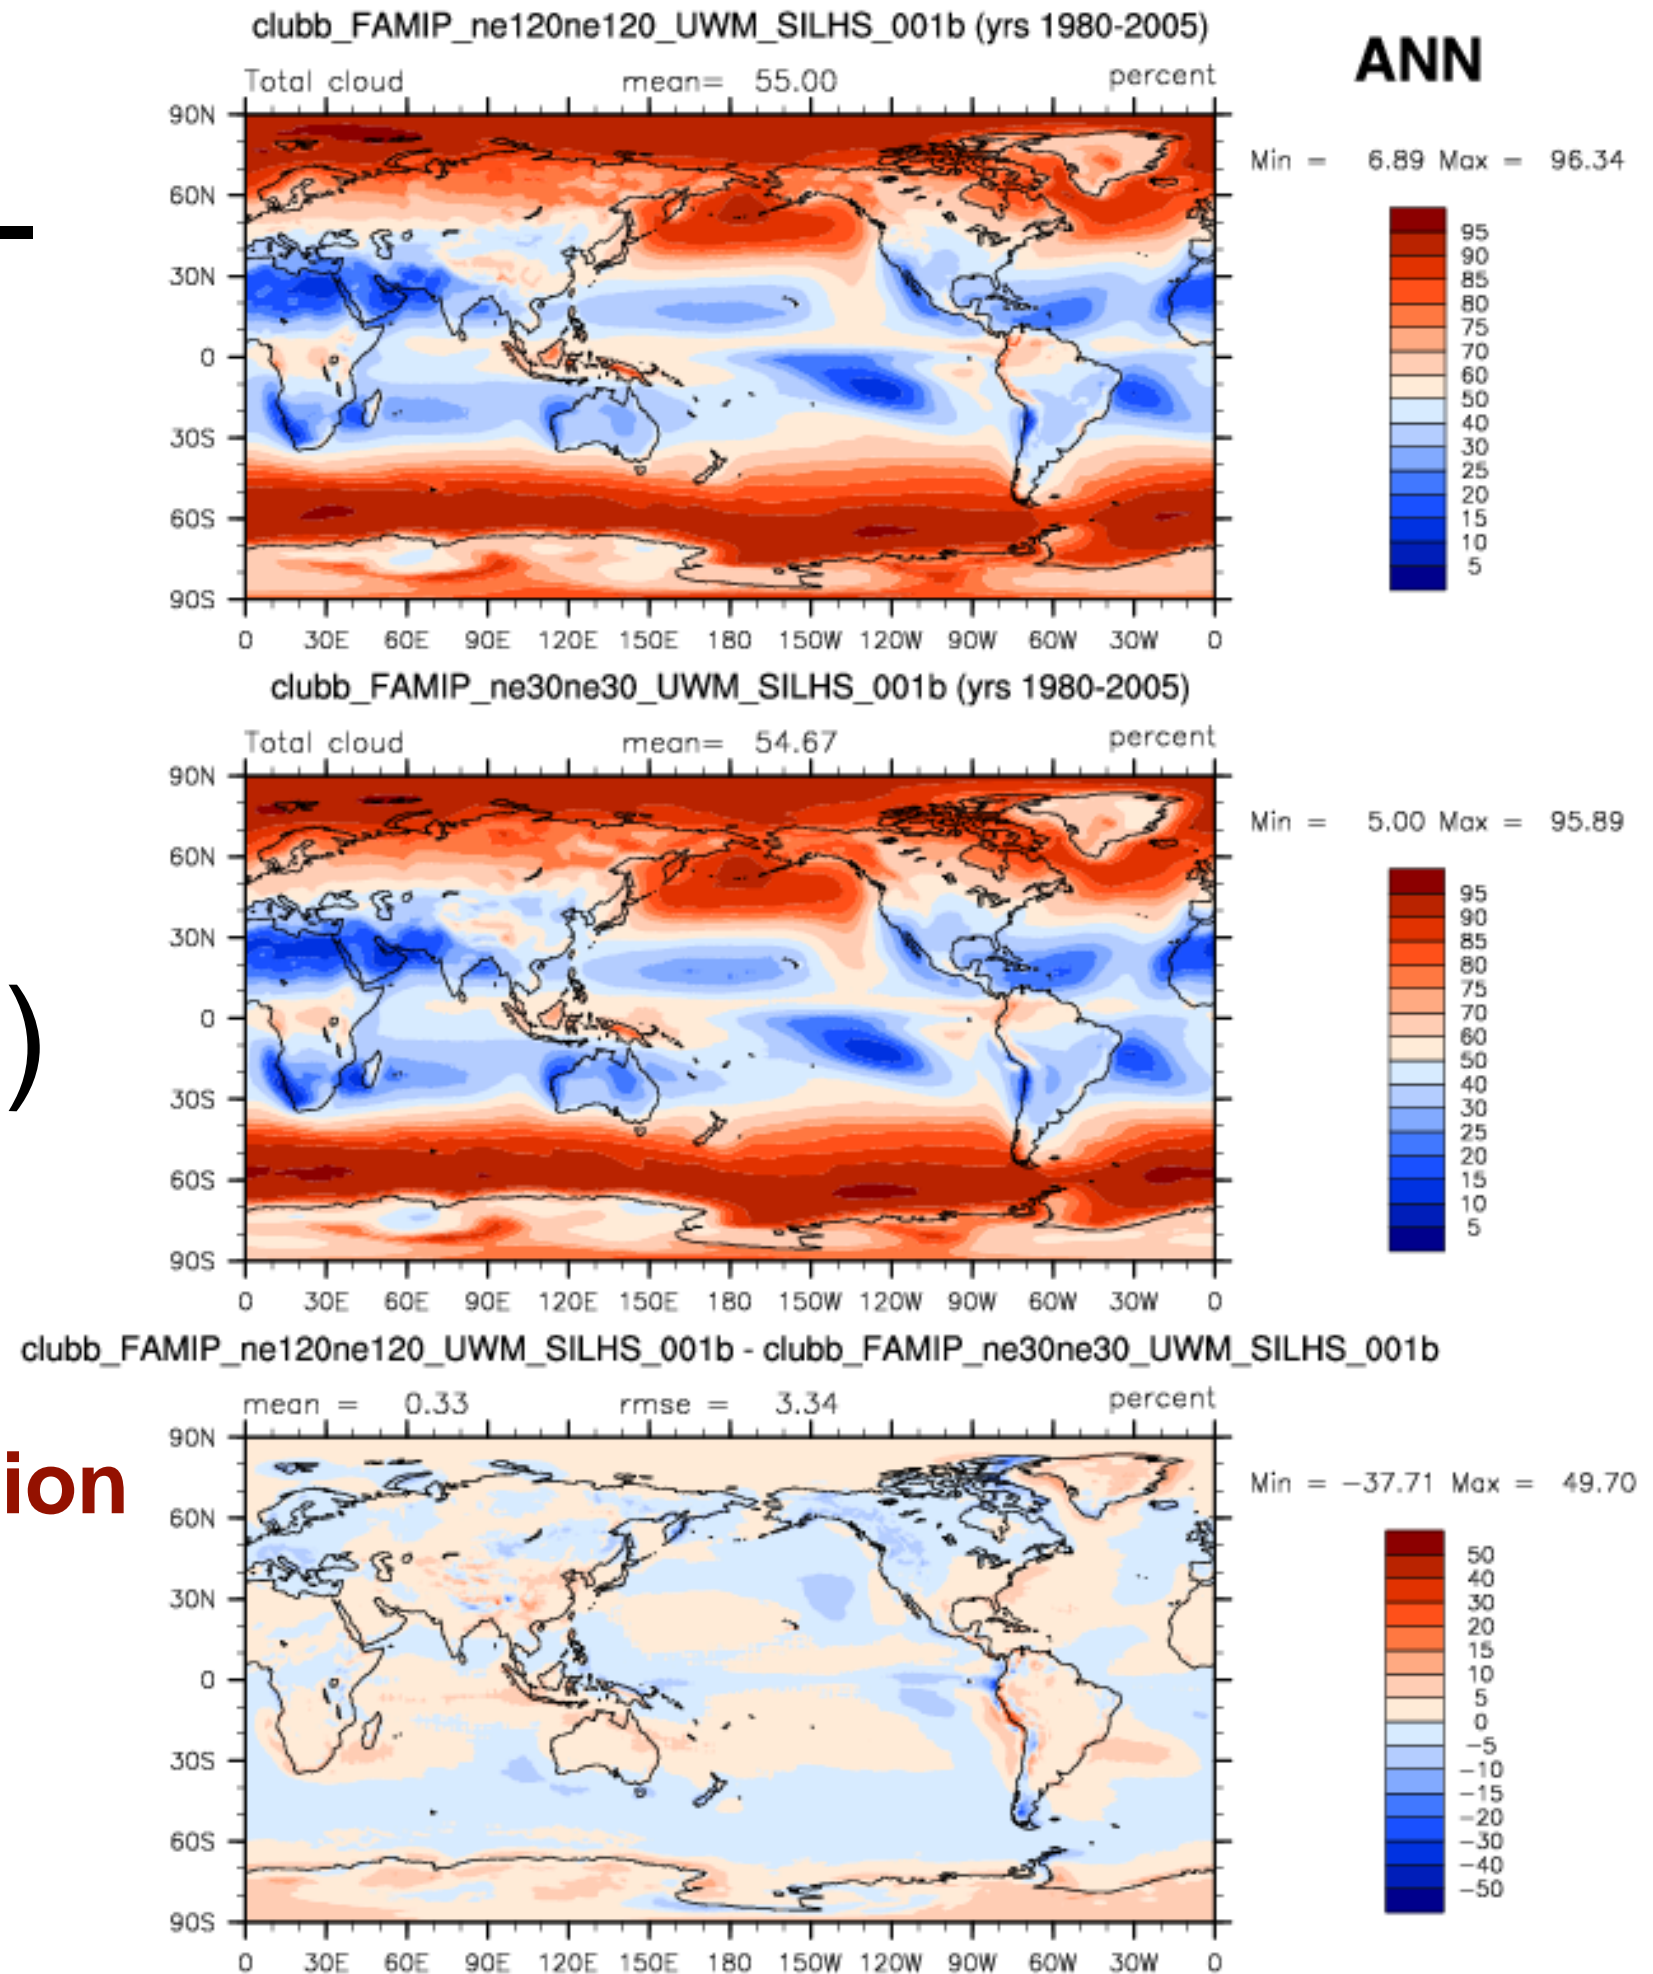 clubb_FAMIP_ne120ne120_UWM_SILHS_001b (yrs 1980-2005)
ANN
Total cloud mean= 55.00 percent
Min = 6.89 Max = 96.34
90N
60N
30N
0
30S
60S
90S
0 30E 60E 90E 120E 150E 180 150W 120W 90W 60W 30W 0
95
90
85
80
75
70
60
50
40
30
25
20
15
10
5
clubb_FAMIP_ne30ne30_UWM_SILHS_001b (yrs 1980-2005)
Total cloud mean= 54.67 percent
Min = 5.00 Max = 95.89
90N
60N
30N
0
30S
60S
90S
0 30E 60E 90E 120E 150E 180 150W 120W 90W 60W 30W 0
95
90
85
80
75
70
60
50
40
30
25
20
15
10
5
)
clubb_FAMIP_ne120ne120_UWM_SILHS_001b - clubb_FAMIP_ne30ne30_UWM_SILHS_001b
mean = 0.33 rmse = 3.34 percent
ion
Min = -37.71 Max = 49.70
90N
60N
30N
0
30S
60S
90S
0 30E 60E 90E 120E 150E 180 150W 120W 90W 60W 30W 0
50
40
30
20
15
10
5
0
-5
-10
-15
-20
-30
-40
-50